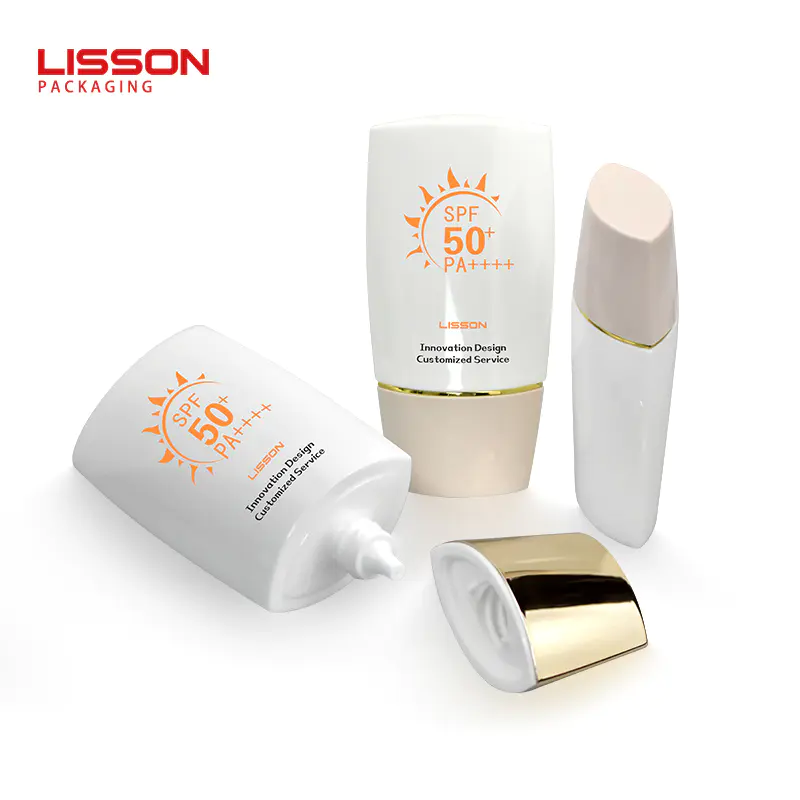 LISSON
PACKAGING
SPF
50+
PA++++
LISSON
Innovation Design
Customized Service
SPF
50+
PA++++
LISSON
Innovation Design
Customized Service